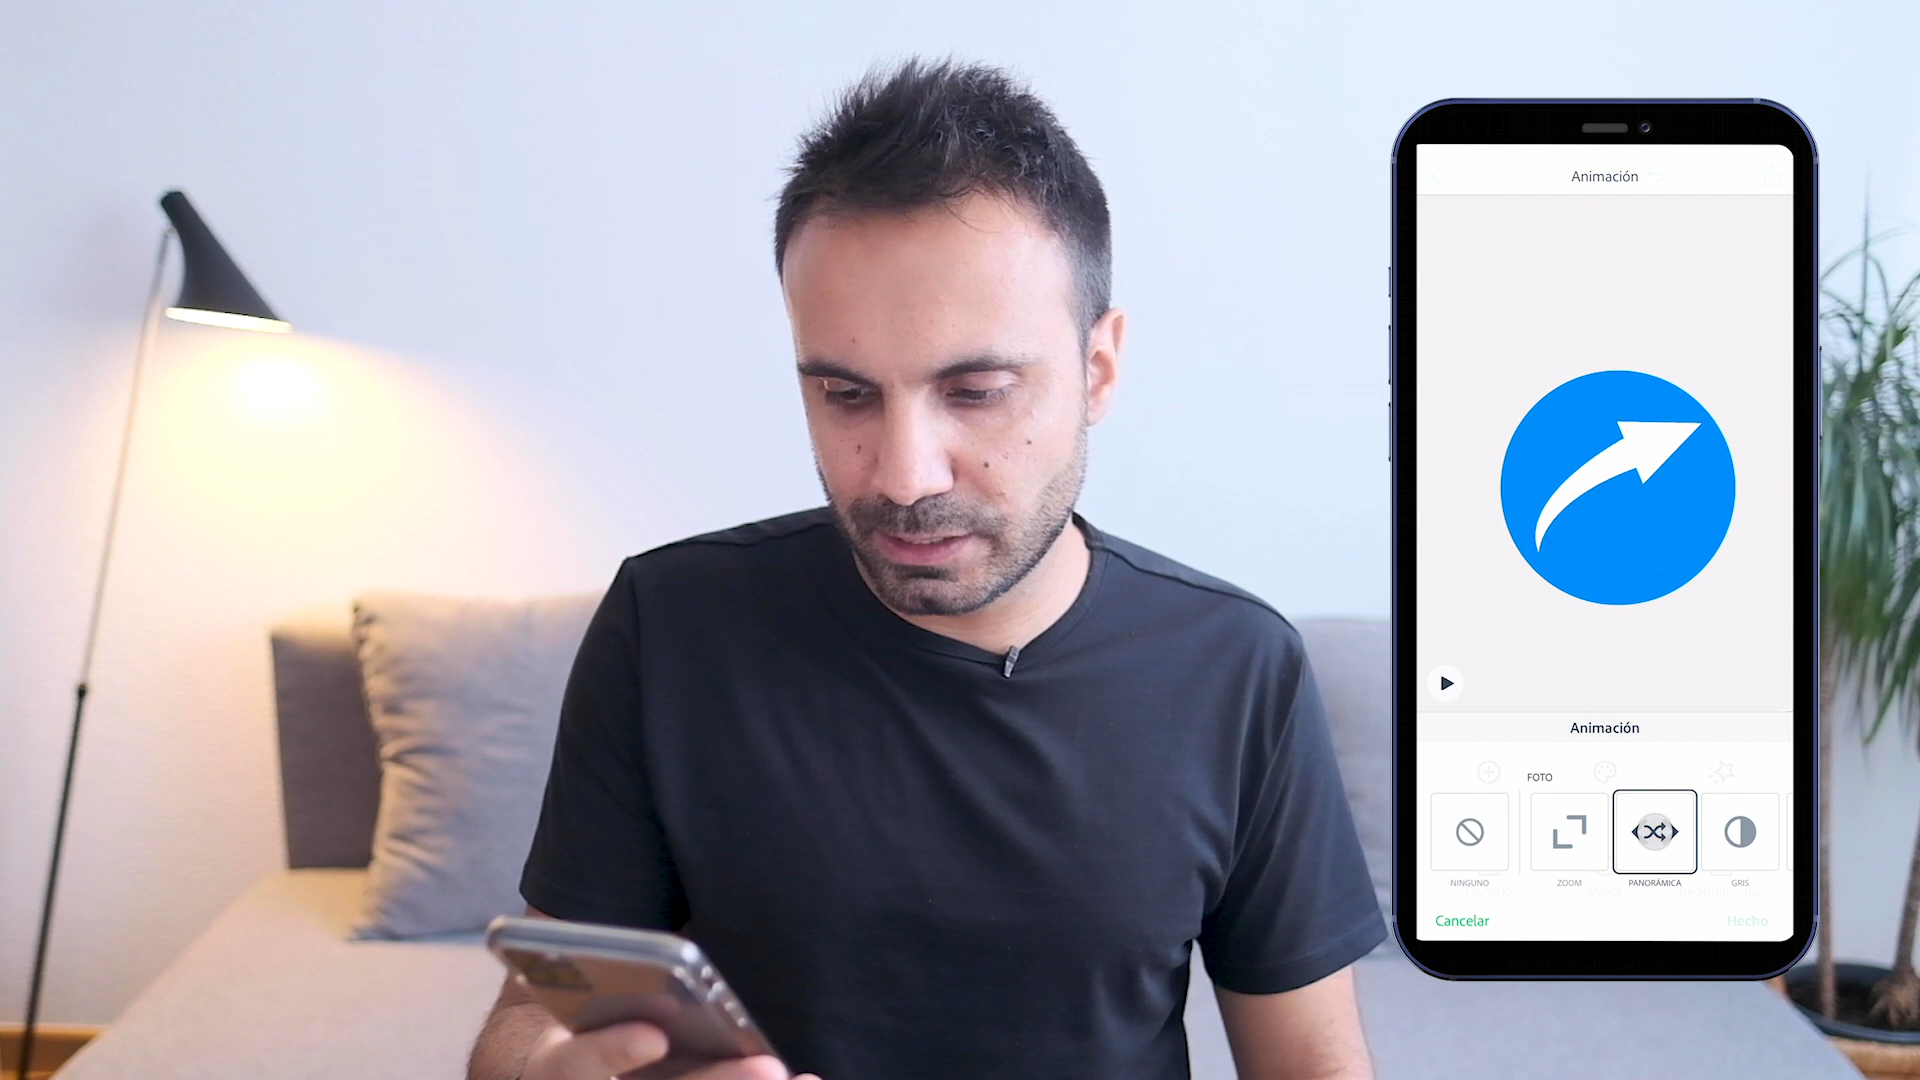 Animación
Animación
FOTO
NINGUNO
ZOOM
PANORÁMICA
GRIS
Cancelar
Hecho